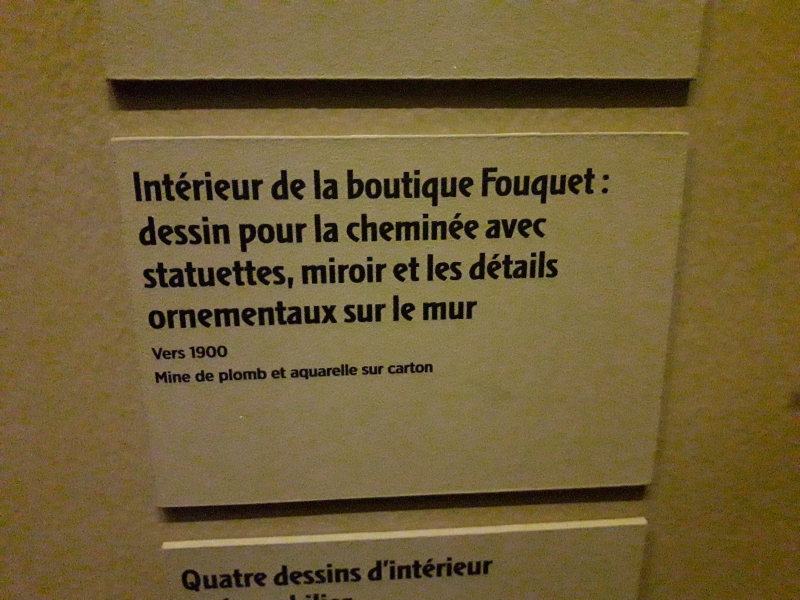 Intérieur de la boutique Fouquet :
dessin pour la cheminée avec
statuettes, miroir et les détails
ornementaux sur le mur
Vers 1900
Mine de plomb et aquarelle sur carton
Quatre dessins d'intérieur